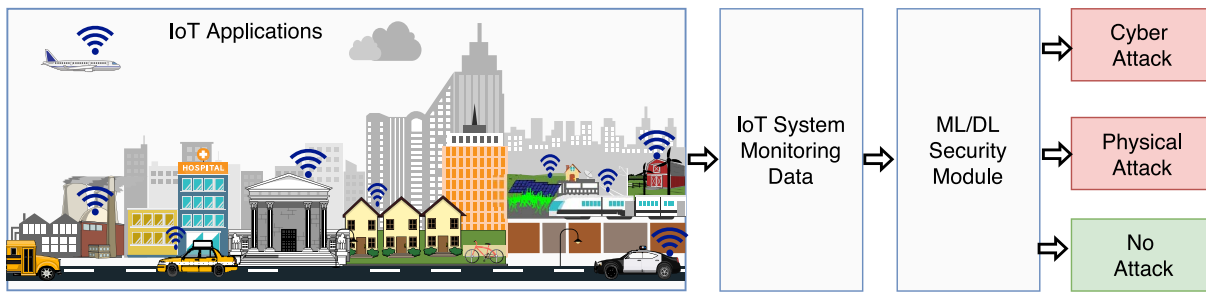 IoT Applications
HOSPITAL
IoT System
Monitoring
Data
ML/DL
Security
Module
Cyber
Attack
Physical
Attack
No
Attack